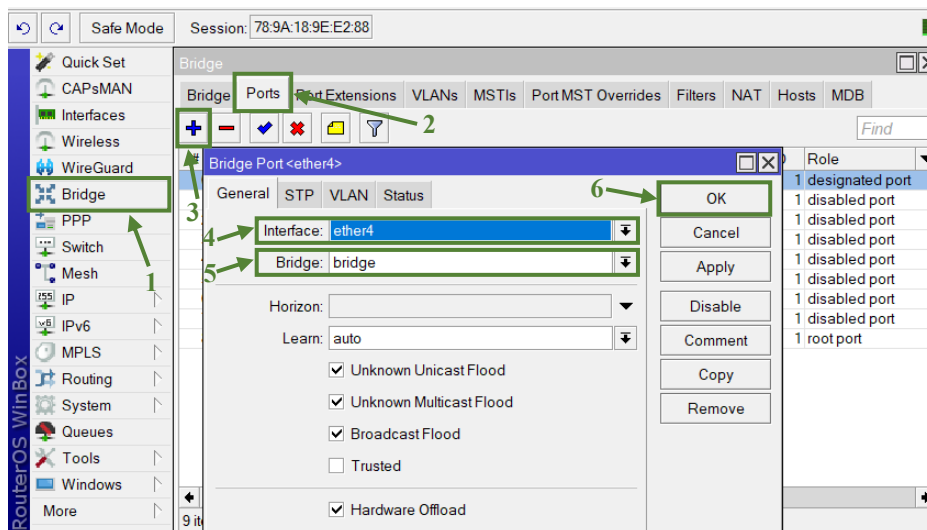 Safe Mode Session: 78:9A:18:9E:E2:88
Quick Set
CAPsMAN
Interfaces
Wireless
WireGuard
Bridge
PPP
Switch
Mesh
IP
IPv6
MPLS
Routing
System
Queues
Tools
Windows
More
RouterOS WinBox
1
Bridge
Bridge Ports Port Extensions VLANs MSTIs Port MST Overrides Filters NAT Hosts MDB
2
Find
3
# Role
1 designated port
1 disabled port
1 disabled port
1 disabled port
1 disabled port
1 disabled port
1 disabled port
1 disabled port
1 root port
Bridge Port <ether4>
General STP VLAN Status
4
Interface: ether4
5
Bridge: bridge
Horizon:
Learn: auto
Unknown Unicast Flood
Unknown Multicast Flood
Broadcast Flood
Trusted
Hardware Offload
6
OK
Cancel
Apply
Disable
Comment
Copy
Remove